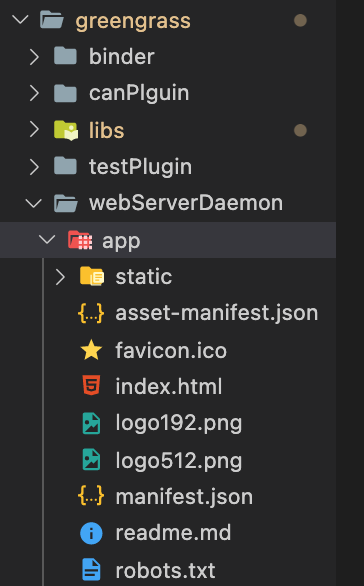 greengrass
binder
canPlguin
libs
testPlugin
webServerDaemon
app
static
{...} asset-manifest.json
favicon.ico
5 index.html
logo192.png
logo512.png
{...} manifest.json
i readme.md
robots.txt